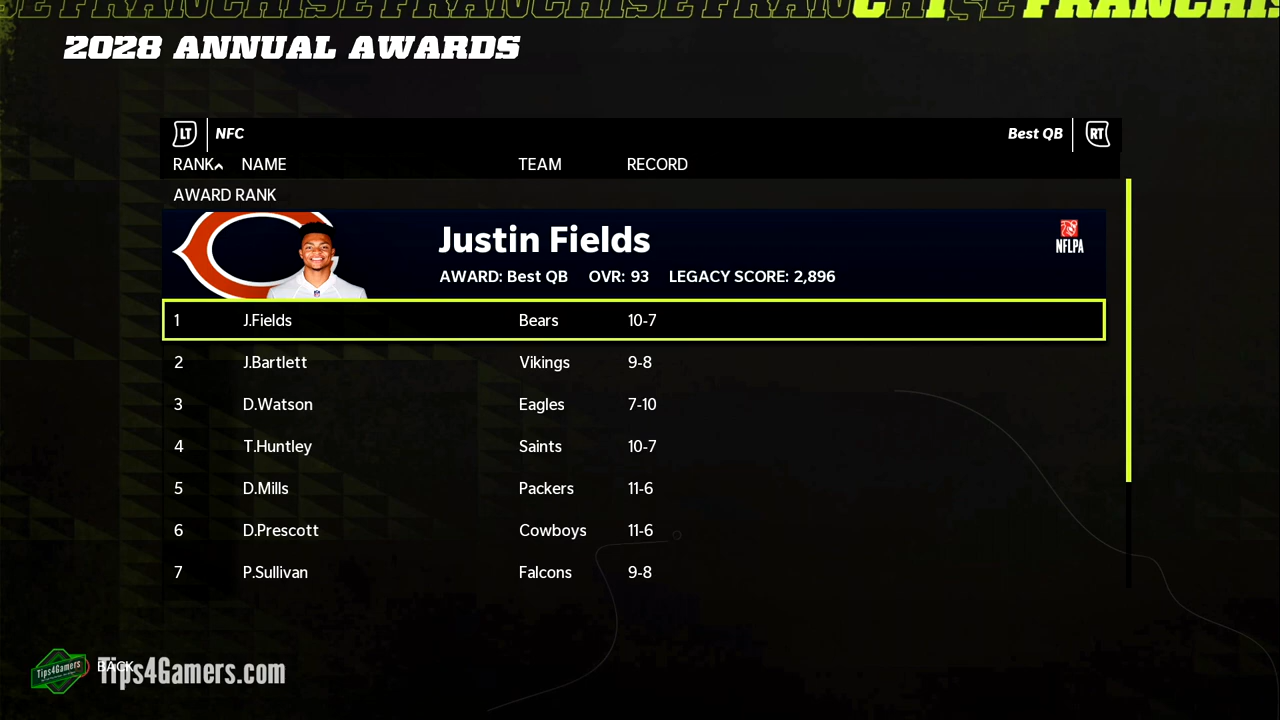 FRANCHISE FRANCHISE FRANCHISE FRANCHISE FRANCHIS
2028 ANNUAL AWARDS
LT NFC Best QB RT
RANK NAME TEAM RECORD
AWARD RANK
Justin Fields
NFLPA
AWARD: Best QB OVR: 93 LEGACY SCORE: 2,896
1 J.Fields Bears 10-7
2 J.Bartlett Vikings 9-8
3 D.Watson Eagles 7-10
4 T.Huntley Saints 10-7
5 D.Mills Packers 11-6
6 D.Prescott Cowboys 11-6
7 P.Sullivan Falcons 9-8
Tips4Gamers BACK Tips4Gamers.com